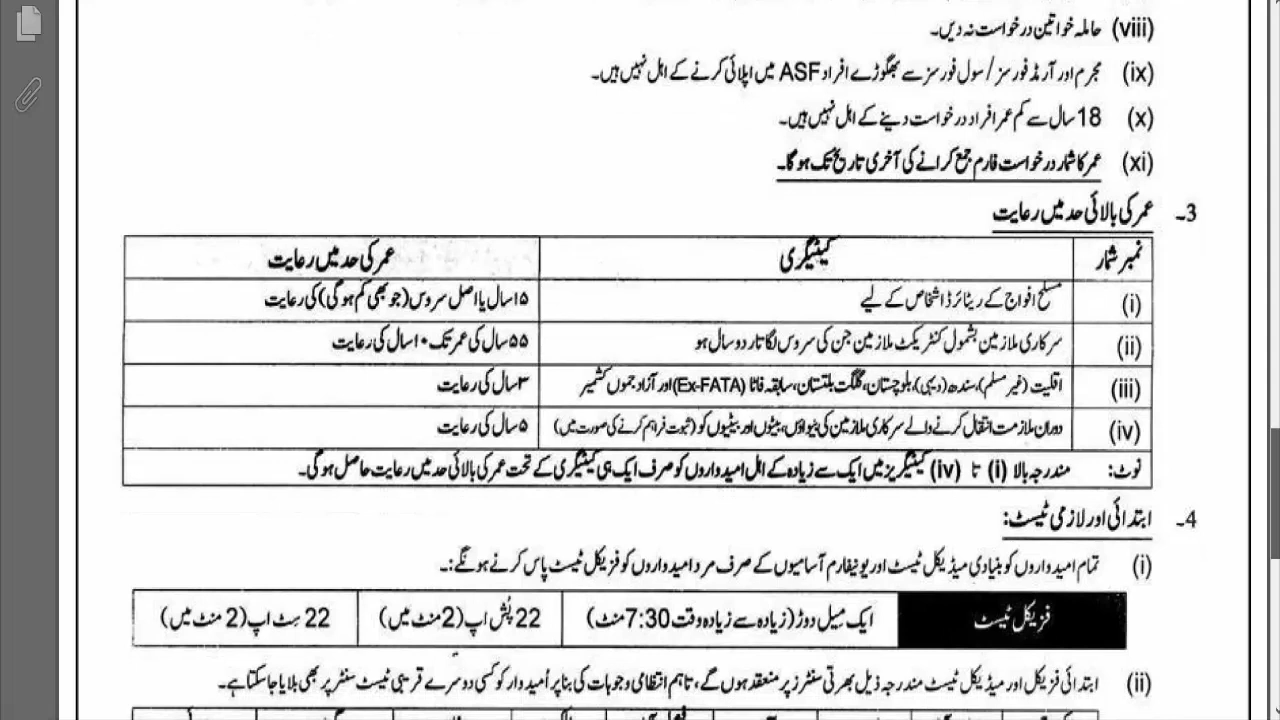 (viii) حاملہ خواتین درخواست نہ دیں۔
(ix) مجرم اور آرمڈ فورسز/سول فورسز سے بھگوڑے افراد ASF میں اپلائی کرنے کے اہل نہیں ہیں۔
(x) 18 سال سے کم عمر افراد درخواست دینے کے اہل نہیں ہیں۔
(xi) عمر کا شمار درخواست فارم جمع کرانے کی آخری تاریخ تک ہوگا۔
3۔ عمر کی بالائی حد میں رعایت
نمبر شمار کیٹیگری عمر کی حد میں رعایت
(i) مسلح افواج کے ریٹائرڈ اشخاص کے لیے ۱۵ سال یا اصل سروس (جو بھی کم ہوگی) کی رعایت
(ii) سرکاری ملازمین بشمول کنٹریکٹ ملازمین جن کی سروس لگاتار دو سال ہو ۵۵ سال کی عمر تک ۱۰ سال کی رعایت
(iii) اقلیت (غیر مسلم)، سندھ (دیہی)، بلوچستان، گلگت بلتستان، سابقہ فاٹا (Ex-FATA) اور آزاد جموں کشمیر ۳ سال کی رعایت
(iv) دوران ملازمت انتقال کرنے والے سرکاری ملازمین کی بیواؤں، بیٹوں اور بیٹیوں کو (ثبوت فراہم کرنے کی صورت میں) ۵ سال کی رعایت
نوٹ: مندرجہ بالا (i) تا (iv) کیٹیگریز میں ایک سے زیادہ کے اہل امیدواروں کو صرف ایک ہی کیٹیگری کے تحت عمر کی بالائی حد میں رعایت حاصل ہوگی۔
4۔ ابتدائی اور لازمی ٹیسٹ:
(i) تمام امیدواروں کو بنیادی میڈیکل ٹیسٹ اور یونیفارم آسامیوں کے صرف مرد امیدواروں کو فزیکل ٹیسٹ پاس کرنے ہونگے:۔
فزیکل ٹیسٹ ایک میل دوڑ (زیادہ سے زیادہ وقت 7:30 منٹ) 22 پُش اپ (2 منٹ میں) 22 سِٹ اپ (2 منٹ میں)
(ii) ابتدائی فزیکل اور میڈیکل ٹیسٹ مندرجہ ذیل بھرتی سنٹرز پر منعقد ہوں گے، تاہم انتظامی وجوہات کی بنا پر اُمیدوار کو کسی دوسرے قریبی ٹیسٹ سنٹر پر بھی بلایا جاسکتا ہے۔